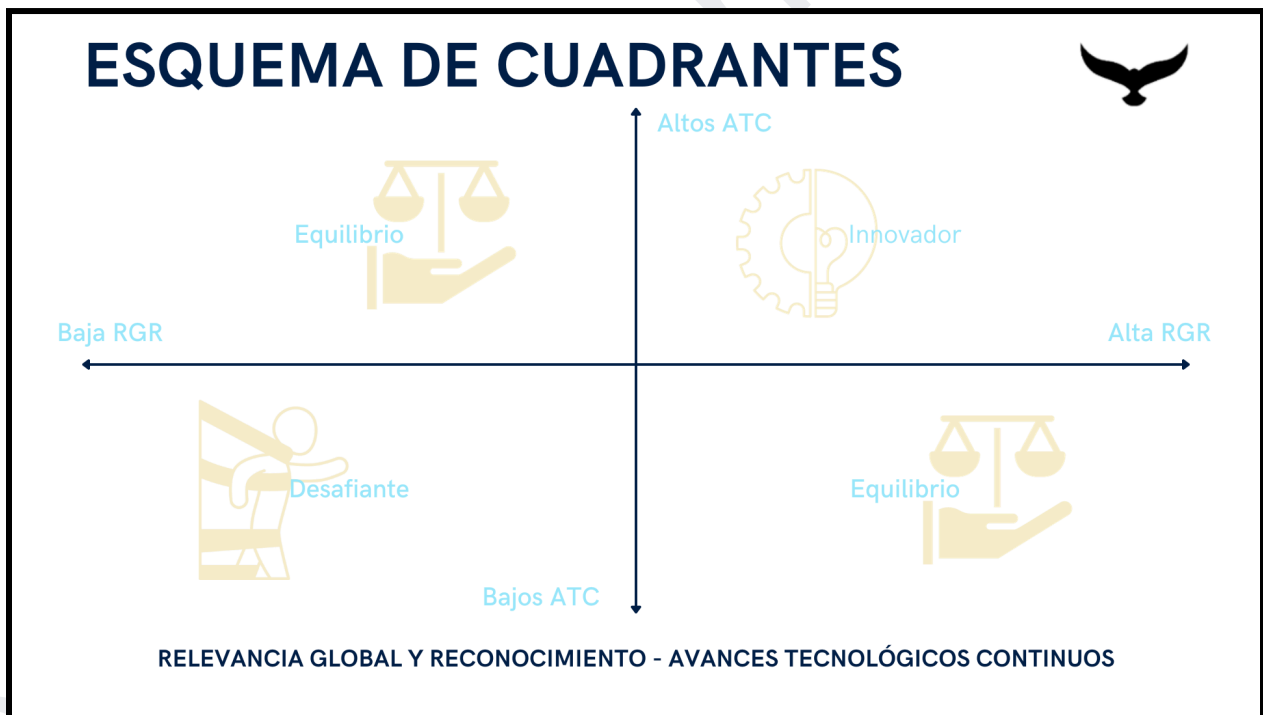 ESQUEMA DE CUADRANTES
Altos ATC
Equilibrio
Innovador
Baja RGR
Alta RGR
Desafiante
Equilibrio
Bajos ATC
RELEVANCIA GLOBAL Y RECONOCIMIENTO - AVANCES TECNOLÓGICOS CONTINUOS